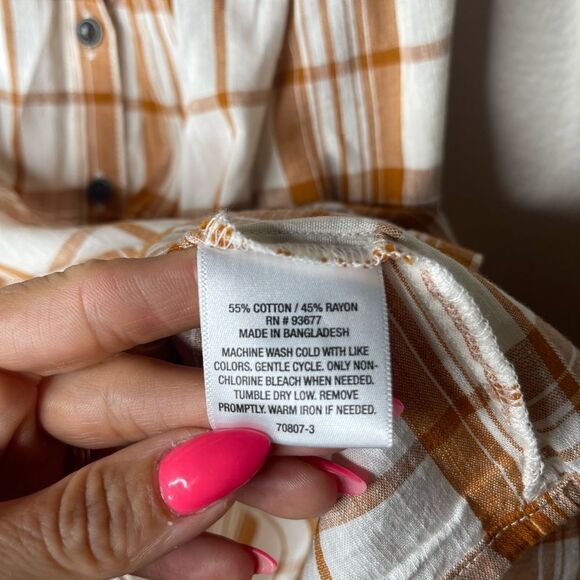 55% COTTON / 45% RAYON
RN # 93677
MADE IN BANGLADESH
MACHINE WASH COLD WITH LIKE
COLORS. GENTLE CYCLE. ONLY NON-
CHLORINE BLEACH WHEN NEEDED.
TUMBLE DRY LOW. REMOVE
PROMPTLY. WARM IRON IF NEEDED.
70807-3